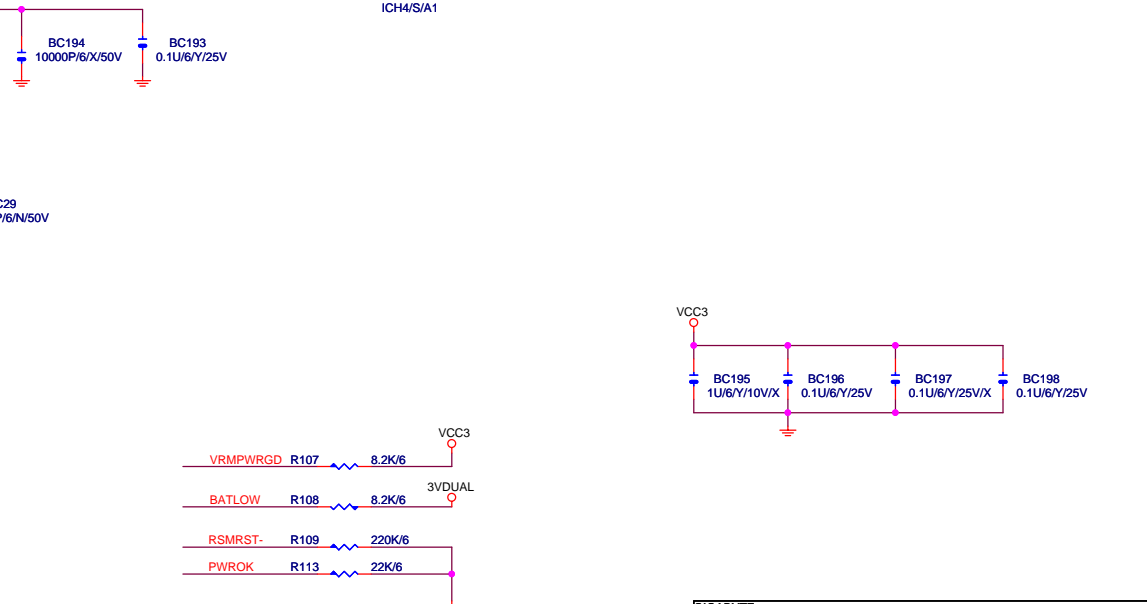 ICH4/S/A1
BC194
10000P/6/X/50V
BC193
0.1U/6/Y/25V
C29
/6/N/50V
VCC3
BC195
1U/6/Y/10V/X
BC196
0.1U/6/Y/25V
BC197
0.1U/6/Y/25V/X
BC198
0.1U/6/Y/25V
VCC3
VRMPWRGD R107 8.2K/6
3VDUAL
BATLOW R108 8.2K/6
RSMRST- R109 220K/6
PWROK R113 22K/6